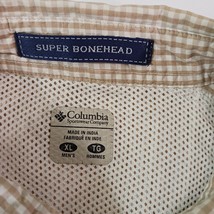 SUPER BONEHEAD
Columbia
Sportswear Company
MADE IN INDIA
FABRIQUÉ EN INDE
XL TG
MEN'S HOMMES